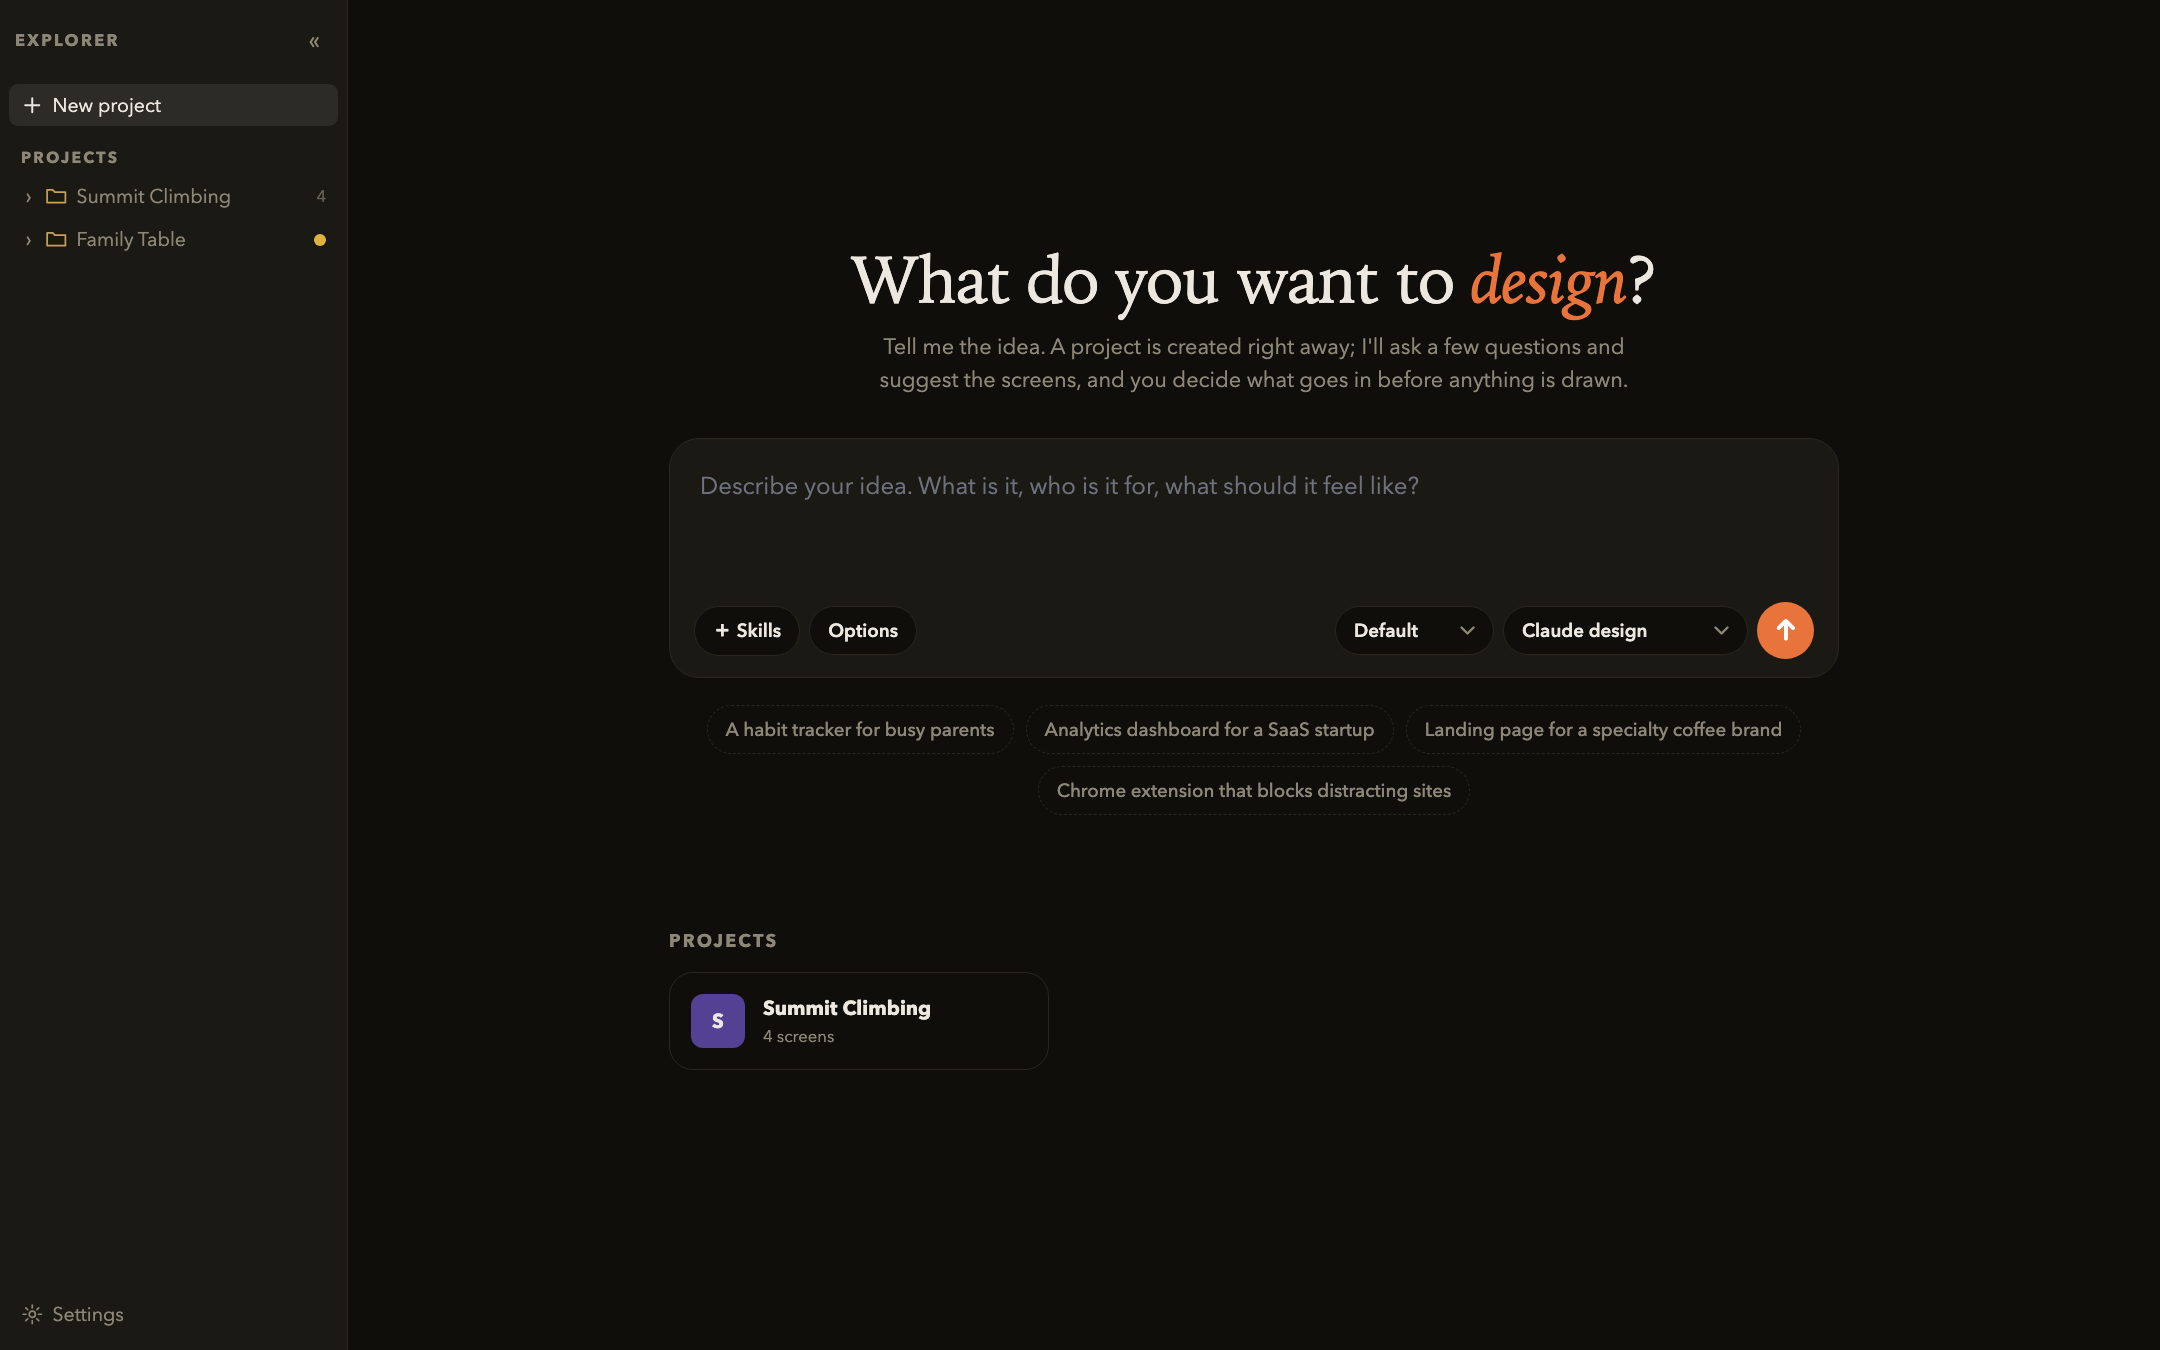 EXPLORER
«
New project
PROJECTS
Summit Climbing 4
Family Table
Settings
What do you want to design?
Tell me the idea. A project is created right away; I'll ask a few questions and
suggest the screens, and you decide what goes in before anything is drawn.
Describe your idea. What is it, who is it for, what should it feel like?
+ Skills Options Default Claude design
A habit tracker for busy parents Analytics dashboard for a SaaS startup Landing page for a specialty coffee brand
Chrome extension that blocks distracting sites
PROJECTS
S
Summit Climbing
4 screens